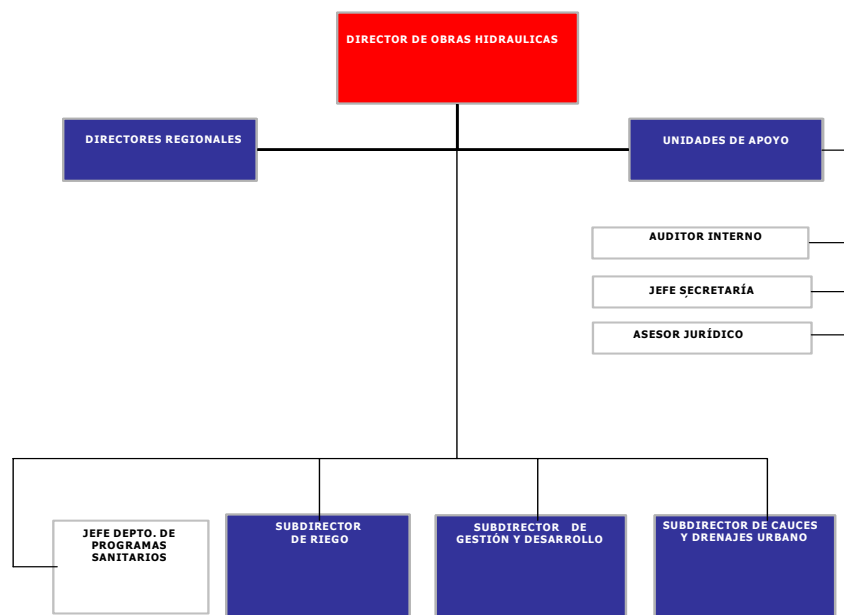 DIRECTOR DE OBRAS HIDRAULICAS
DIRECTORES REGIONALES
UNIDADES DE APOYO
AUDITOR INTERNO
JEFE SECRETARÍA
ASESOR JURÍDICO
JEFE DEPTO. DE
PROGRAMAS
SANITARIOS
SUBDIRECTOR
DE RIEGO
SUBDIRECTOR DE
GESTIÓN Y DESARROLLO
SUBDIRECTOR DE CAUCES
Y DRENAJES URBANO